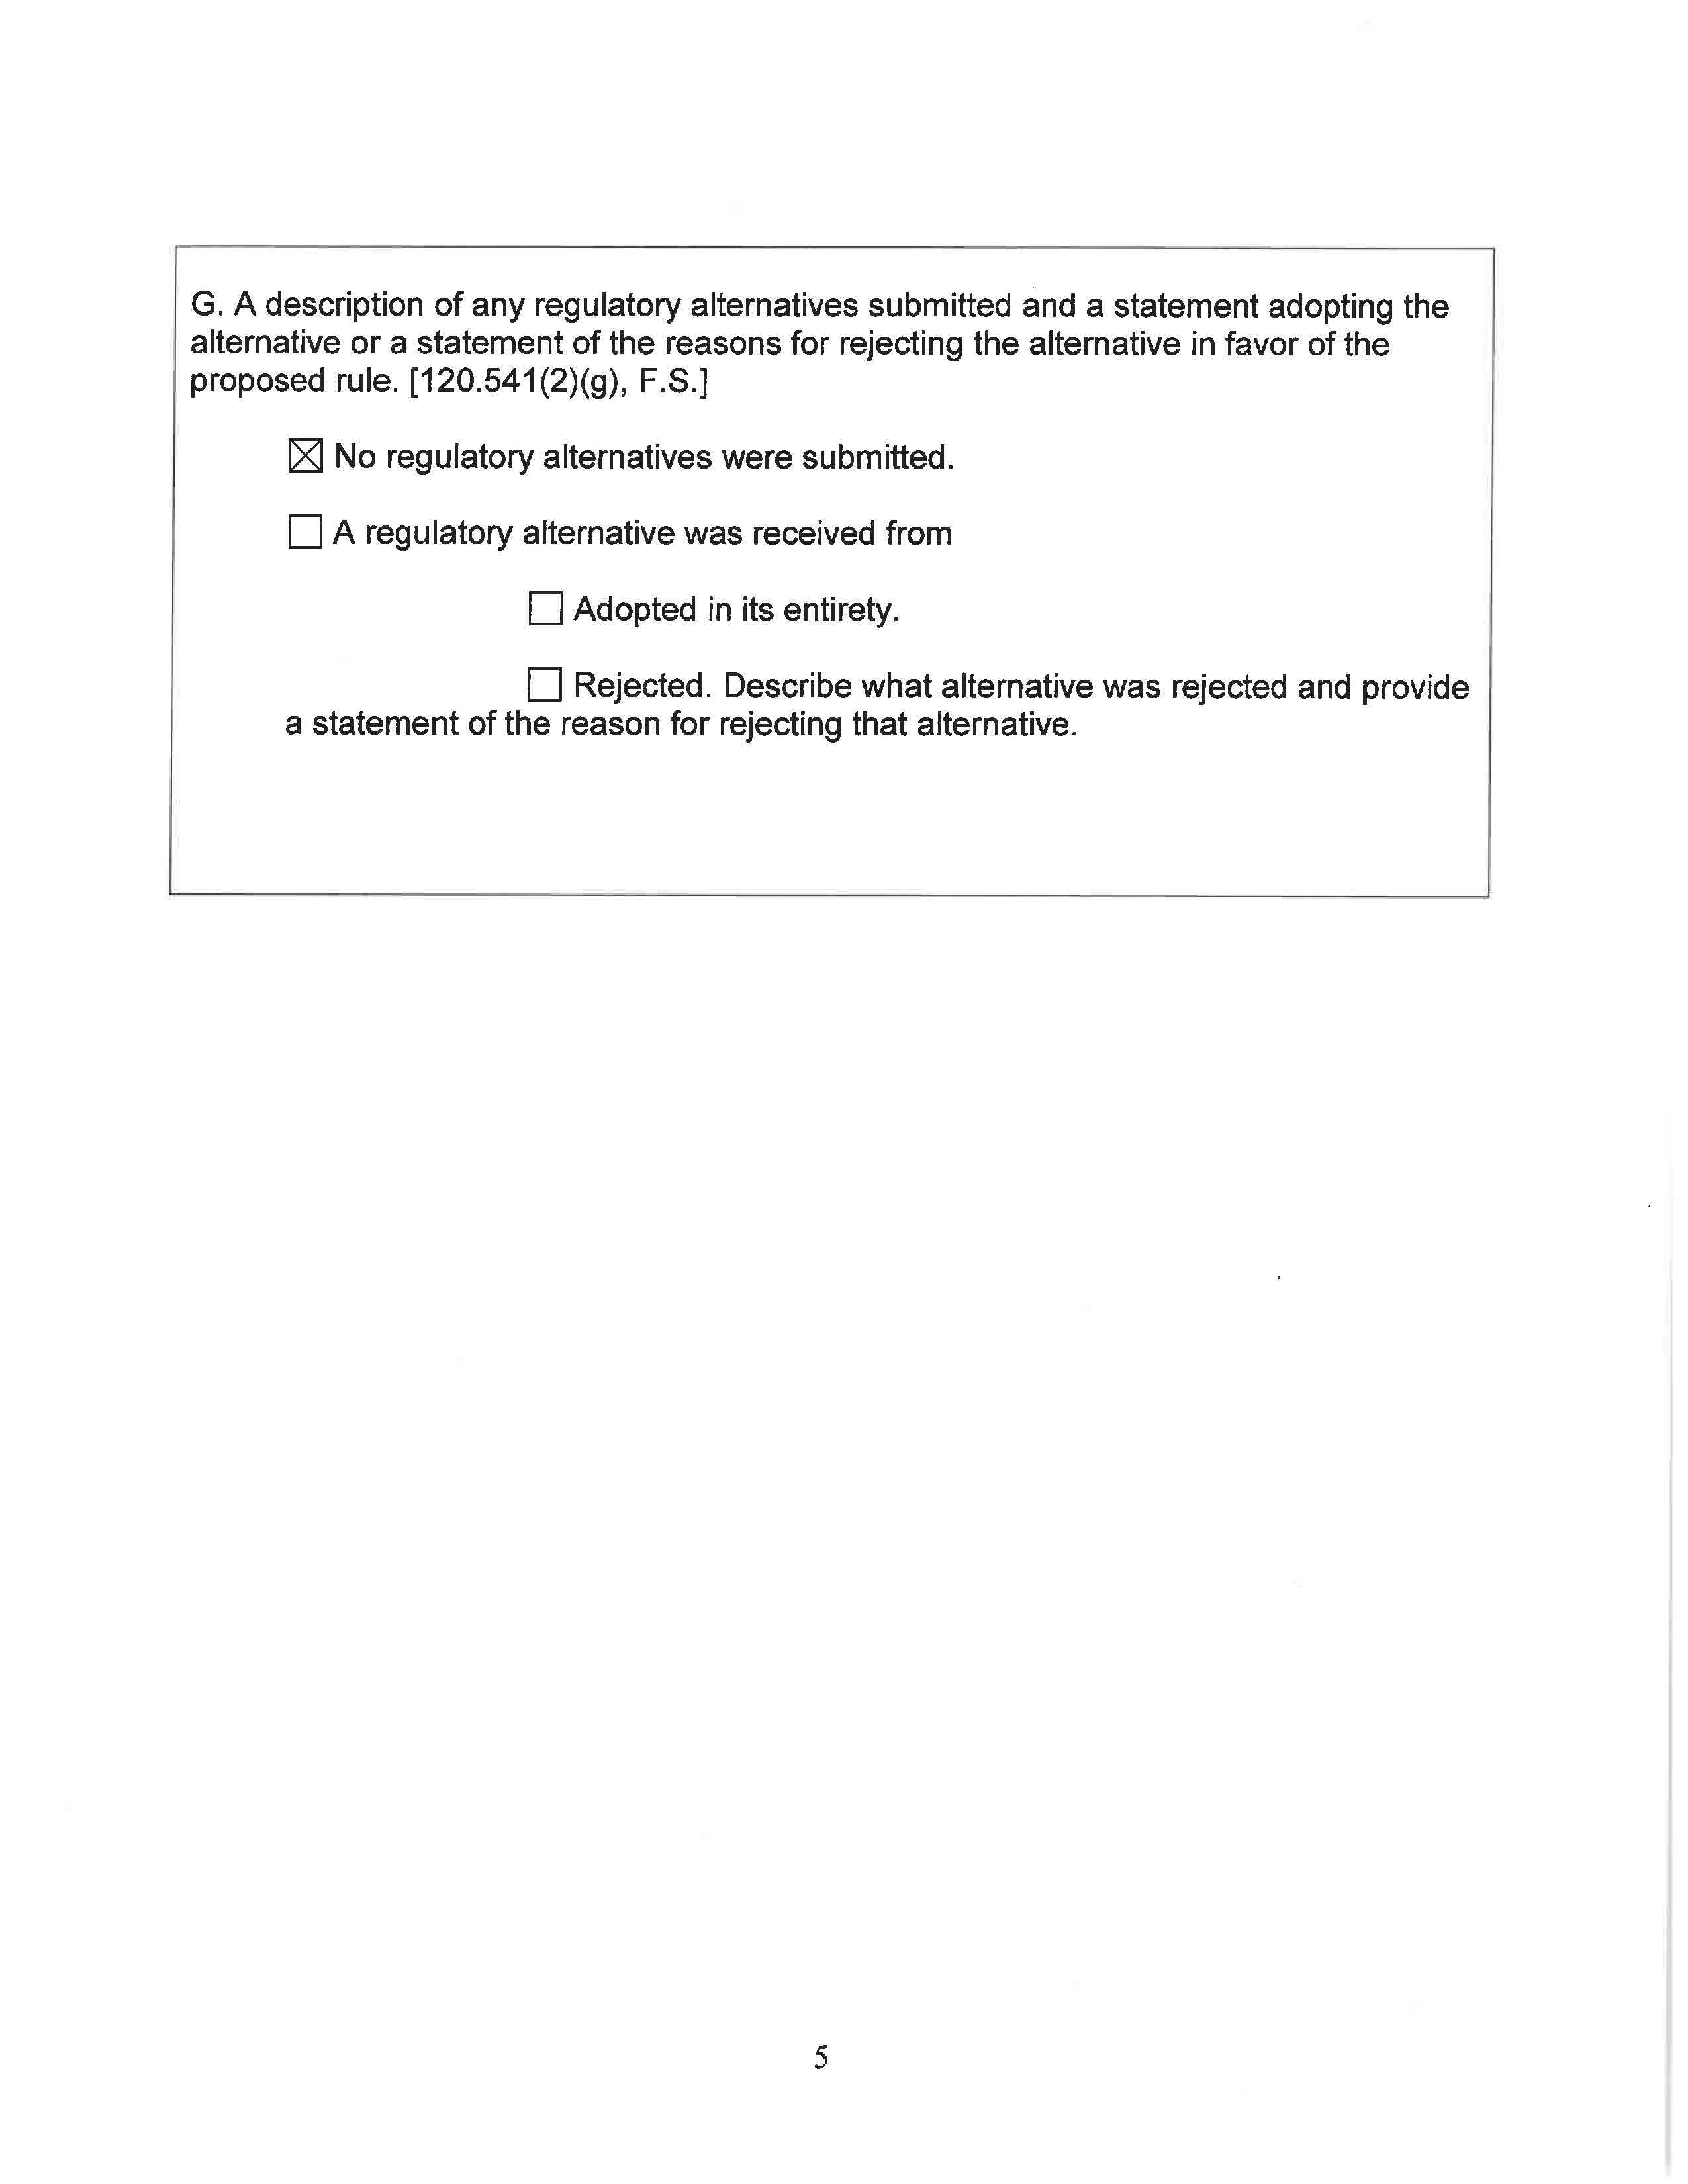 G. A description of any regulatory alternatives submitted and a statement adopting the
alternative or a statement of the reasons for rejecting the alternative in favor of the
proposed rule. [120.541(2)(g), F.S.]
☒ No regulatory alternatives were submitted.
☐ A regulatory alternative was received from
☐ Adopted in its entirety.
☐ Rejected. Describe what alternative was rejected and provide
a statement of the reason for rejecting that alternative.
5